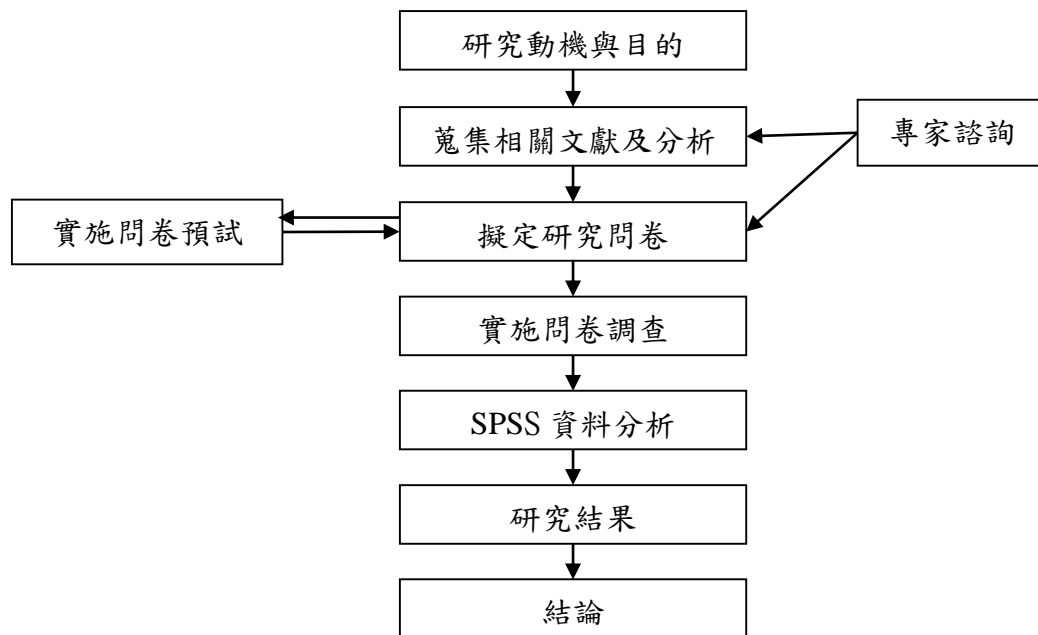 研究動機與目的
蒐集相關文獻及分析
專家諮詢
實施問卷預試
擬定研究問卷
實施問卷調查
SPSS 資料分析
研究結果
結論